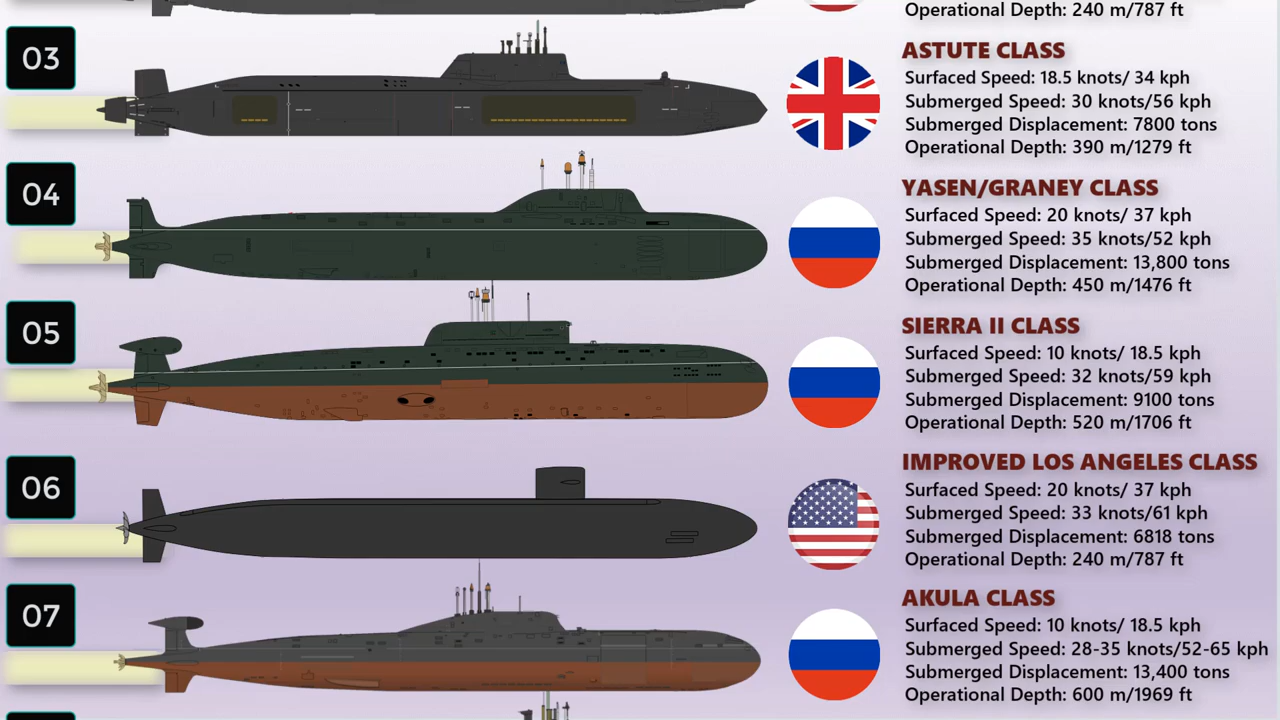 Operational Depth: 240 m/787 ft
03
ASTUTE CLASS
Surfaced Speed: 18.5 knots/ 34 kph
Submerged Speed: 30 knots/56 kph
Submerged Displacement: 7800 tons
Operational Depth: 390 m/1279 ft
04
YASEN/GRANEY CLASS
Surfaced Speed: 20 knots/ 37 kph
Submerged Speed: 35 knots/52 kph
Submerged Displacement: 13,800 tons
Operational Depth: 450 m/1476 ft
05
SIERRA II CLASS
Surfaced Speed: 10 knots/ 18.5 kph
Submerged Speed: 32 knots/59 kph
Submerged Displacement: 9100 tons
Operational Depth: 520 m/1706 ft
06
IMPROVED LOS ANGELES CLASS
Surfaced Speed: 20 knots/ 37 kph
Submerged Speed: 33 knots/61 kph
Submerged Displacement: 6818 tons
Operational Depth: 240 m/787 ft
07
AKULA CLASS
Surfaced Speed: 10 knots/ 18.5 kph
Submerged Speed: 28-35 knots/52-65 kph
Submerged Displacement: 13,400 tons
Operational Depth: 600 m/1969 ft